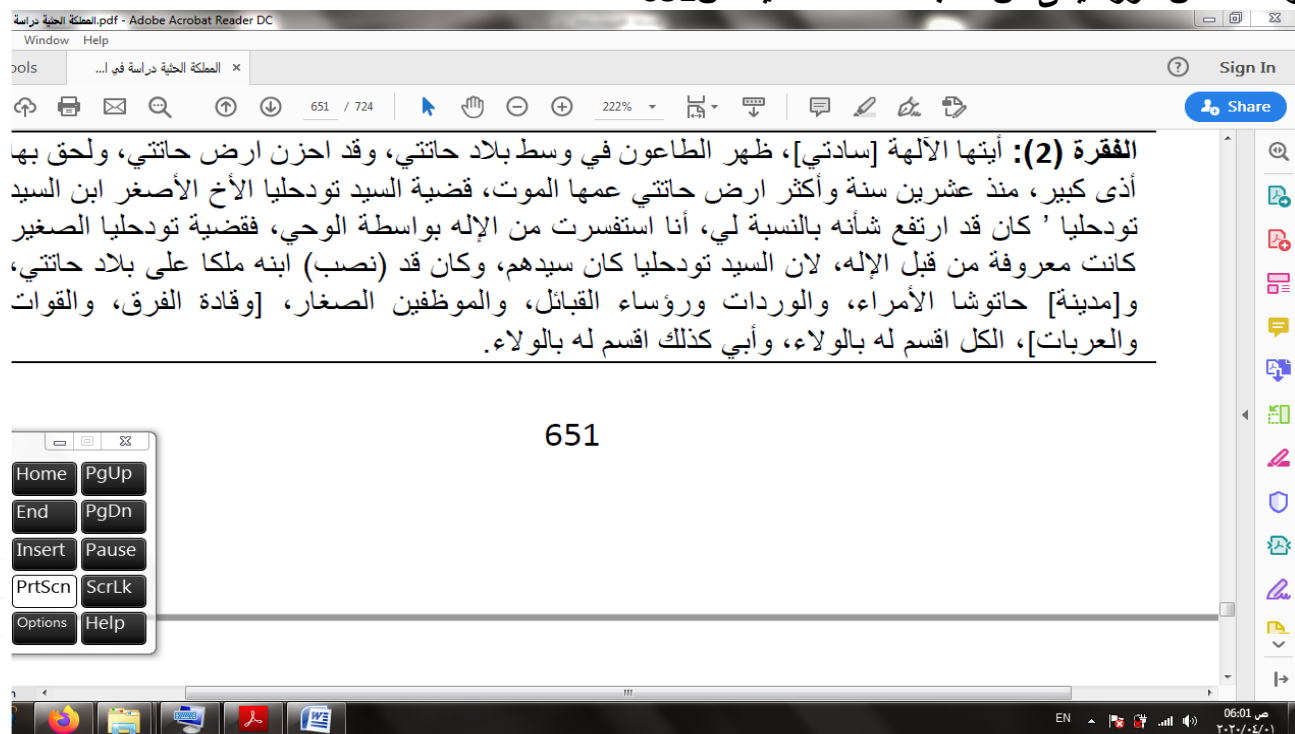 المملكة الحثية دراسة.pdf - Adobe Acrobat Reader DC
Window Help
ools
المملكة الحثية دراسة في ا... ×
? Sign In
651 / 724
222%
Share
الفقرة (2): أيتها الآلهة [سادتي]، ظهر الطاعون في وسط بلاد حاتتي، وقد احزن ارض حاتتي، ولحق بها
أذى كبير، منذ عشرين سنة وأكثر ارض حاتتي عمها الموت، قضية السيد تودحليا الأخ الأصغر ابن السيد
تودحليا ' كان قد ارتفع شأنه بالنسبة لي، أنا استفسرت من الإله بواسطة الوحي، فقضية تودحليا الصغير
كانت معروفة من قبل الإله، لان السيد تودحليا كان سيدهم، وكان قد (نصب) ابنه ملكا على بلاد حاتتي،
و[مدينة] حاتوشا الأمراء، والوردات ورؤساء القبائل، والموظفين الصغار، [وقادة الفرق، والقوات
والعربات]، الكل اقسم له بالولاء، وأبي كذلك اقسم له بالولاء.
651
Home PgUp
End PgDn
Insert Pause
PrtScn ScrLk
Options Help
EN
06:01 ص
٢٠٢٠/٠٤/٠١